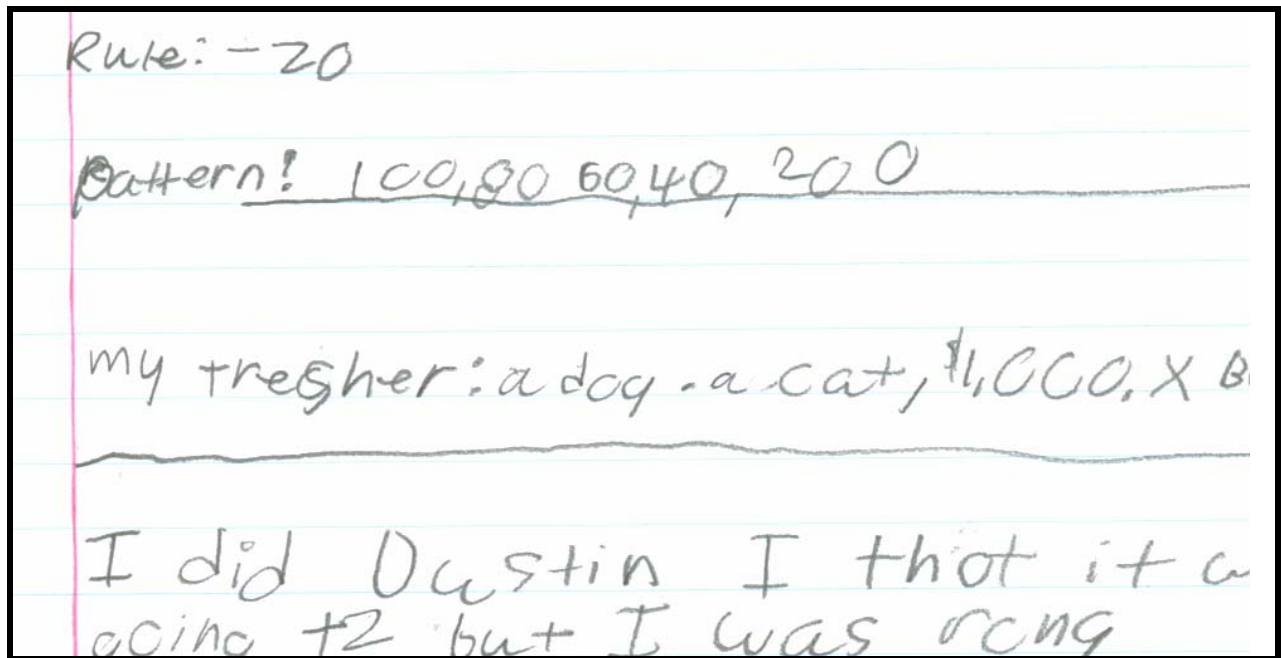 Rule: -20
pattern: 100,80 60,40, 20 0
my tresher: a dog. a cat, $1,000. X B
I did Dustin I thot it
going +2 but I was rong